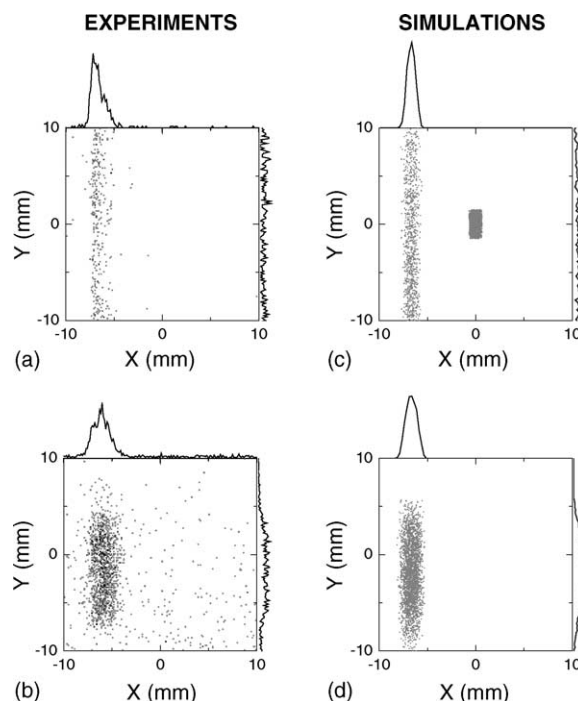 EXPERIMENTS SIMULATIONS
10 10
Y (mm) 0 Y (mm) 0
-10 -10
-10 0 10 -10 0 10
(a) X (mm) (c) X (mm)
10 10
Y (mm) 0 Y (mm) 0
-10 -10
-10 0 10 -10 0 10
(b) X (mm) (d) X (mm)